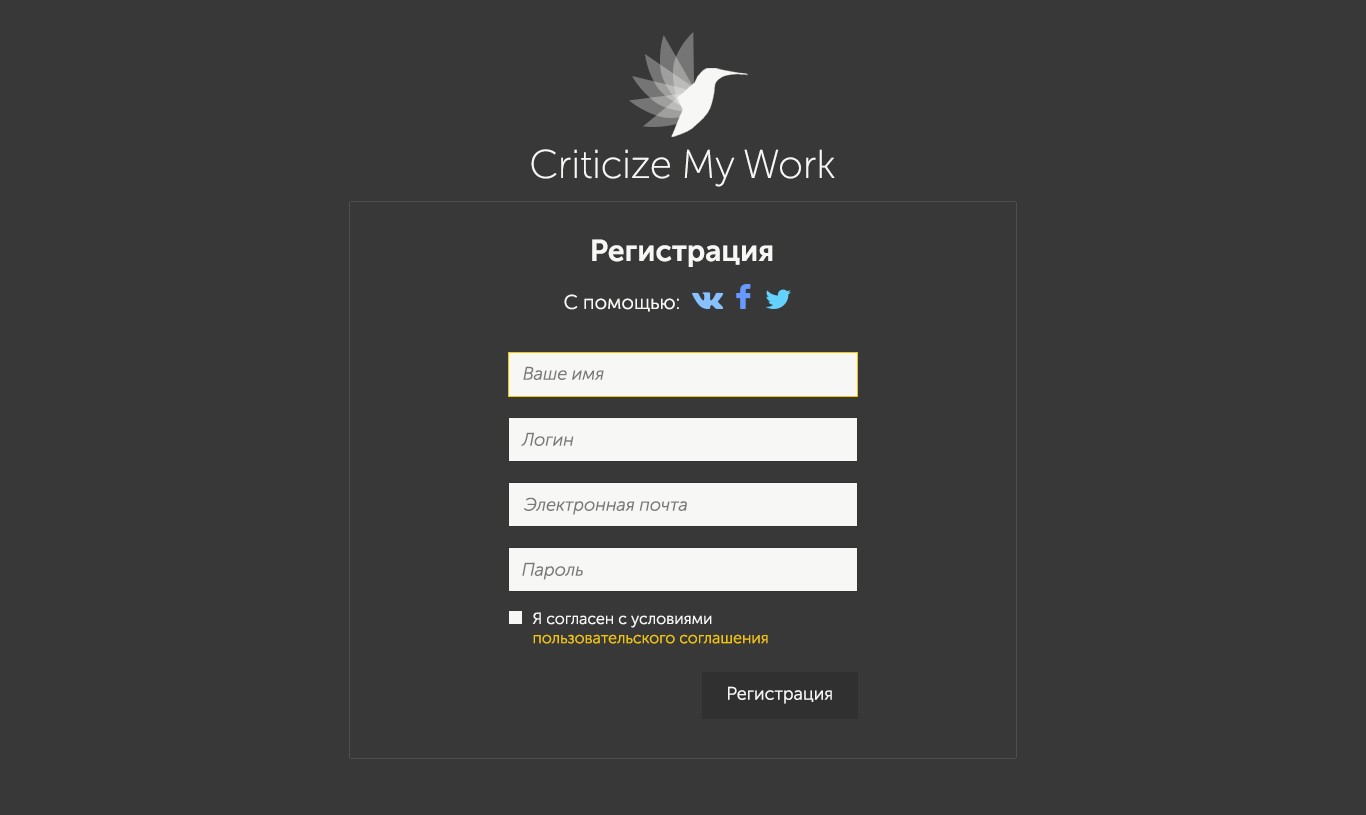 Criticize My Work
Регистрация
С помощью:
Ваше имя
Логин
Электронная почта
Пароль
Я согласен с условиями
пользовательского соглашения
Регистрация